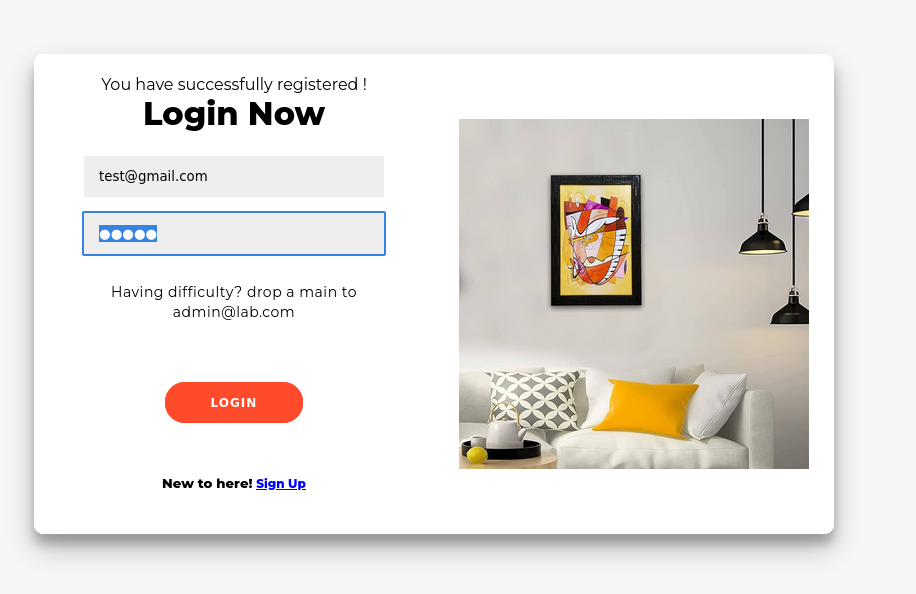 You have successfully registered !
Login Now
test@gmail.com
●●●●●
Having difficulty? drop a main to
admin@lab.com
LOGIN
New to here! Sign Up